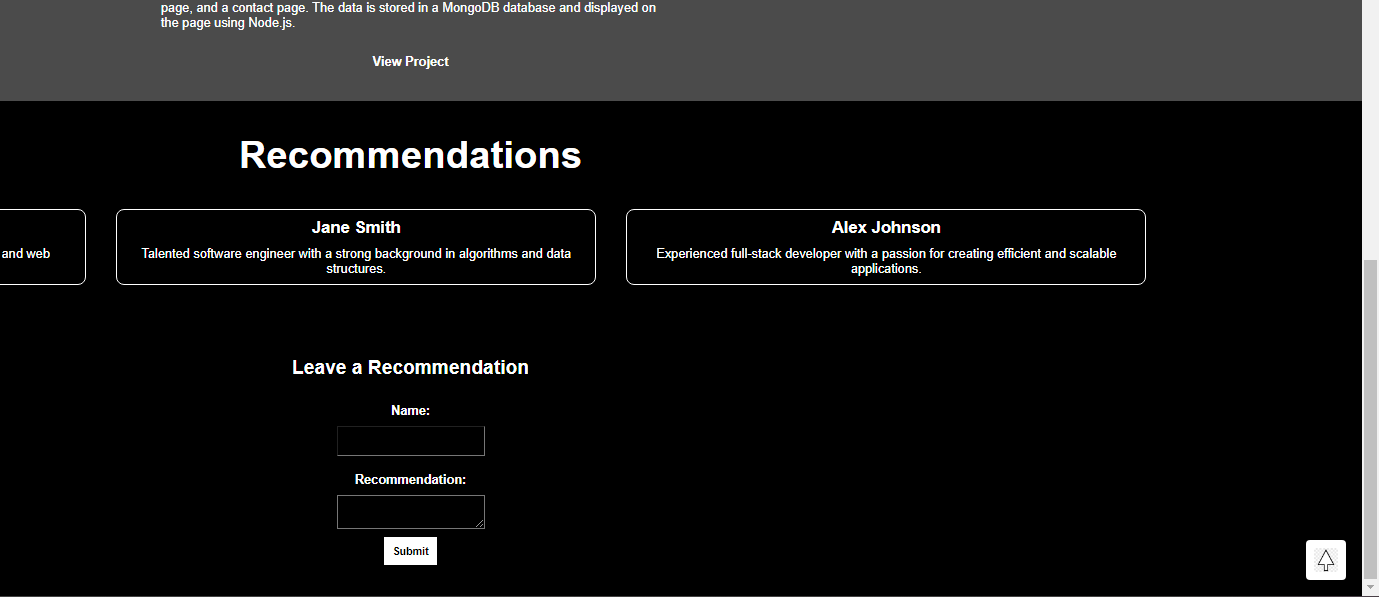 page, and a contact page. The data is stored in a MongoDB database and displayed on
the page using Node.js.
View Project
Recommendations
and web
Jane Smith
Talented software engineer with a strong background in algorithms and data
structures.
Alex Johnson
Experienced full-stack developer with a passion for creating efficient and scalable
applications.
Leave a Recommendation
Name:
Recommendation:
Submit